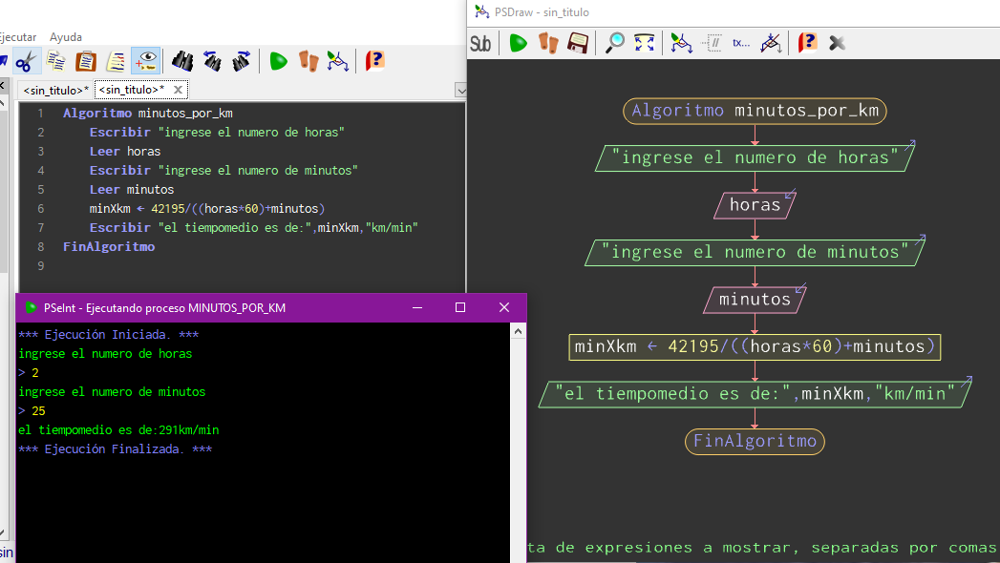 Ejecutar Ayuda
<sin_titulo>* <sin_titulo>*
1 Algoritmo minutos_por_km
2 Escribir "ingrese el numero de horas"
3 Leer horas
4 Escribir "ingrese el numero de minutos"
5 Leer minutos
6 minXkm ← 42195/((horas*60)+minutos)
7 Escribir "el tiempomedio es de:",minXkm,"km/min"
8 FinAlgoritmo
9
PSeInt - Ejecutando proceso MINUTOS_POR_KM
*** Ejecución Iniciada. ***
ingrese el numero de horas
> 2
ingrese el numero de minutos
> 25
el tiempomedio es de:291km/min
*** Ejecución Finalizada. ***
sin
PSDraw - sin_titulo
Sub // tx... ?
Algoritmo minutos_por_km
"ingrese el numero de horas"
horas
"ingrese el numero de minutos"
minutos
minXkm ← 42195/((horas*60)+minutos)
"el tiempomedio es de:",minXkm,"km/min"
FinAlgoritmo
ta de expresiones a mostrar, separadas por comas